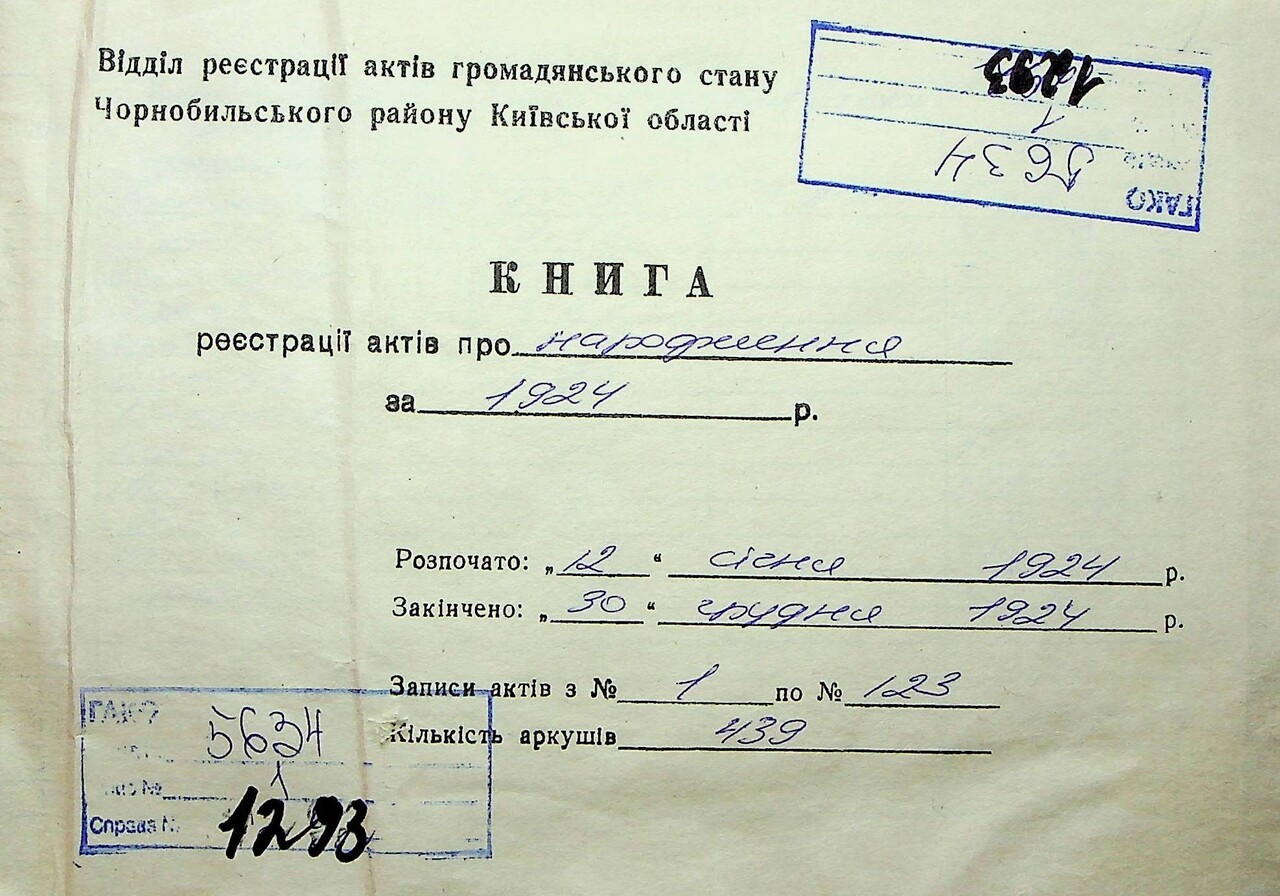 Відділ реєстрації актів громадянського стану
Чорнобильського району Київської області
ГАКО
5634
1
1293
КНИГА
реєстрації актів про народження
за 1924 р.
Розпочато: „12“ січня 1924 р.
Закінчено: „30“ грудня 1924 р.
Записи актів з № 1 по № 123
Кількість аркушів 439
ГАКО
5634
1
Справа № 1293